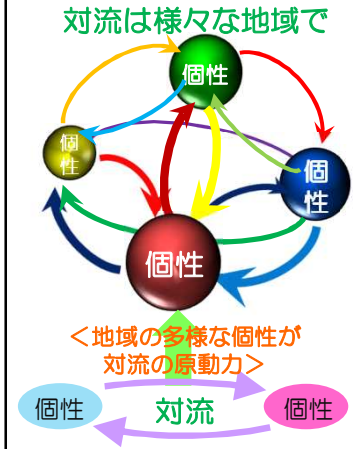 対流は様々な地域で
個性
個
性
個
性
個性
＜地域の多様な個性が
対流の原動力＞
個性
対流
個性